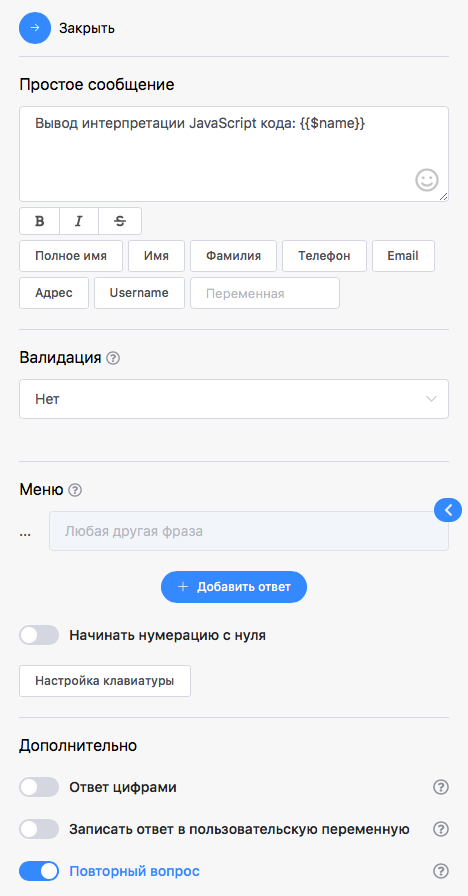 Закрыть
Простое сообщение
Вывод интерпретации JavaScript кода: {{$name}}
B I S
Полное имя Имя Фамилия Телефон Email
Адрес Username Переменная
Валидация ?
Нет
Меню ?
... Любая другая фраза
+ Добавить ответ
Начинать нумерацию с нуля
Настройка клавиатуры
Дополнительно
Ответ цифрами ?
Записать ответ в пользовательскую переменную ?
Повторный вопрос ?